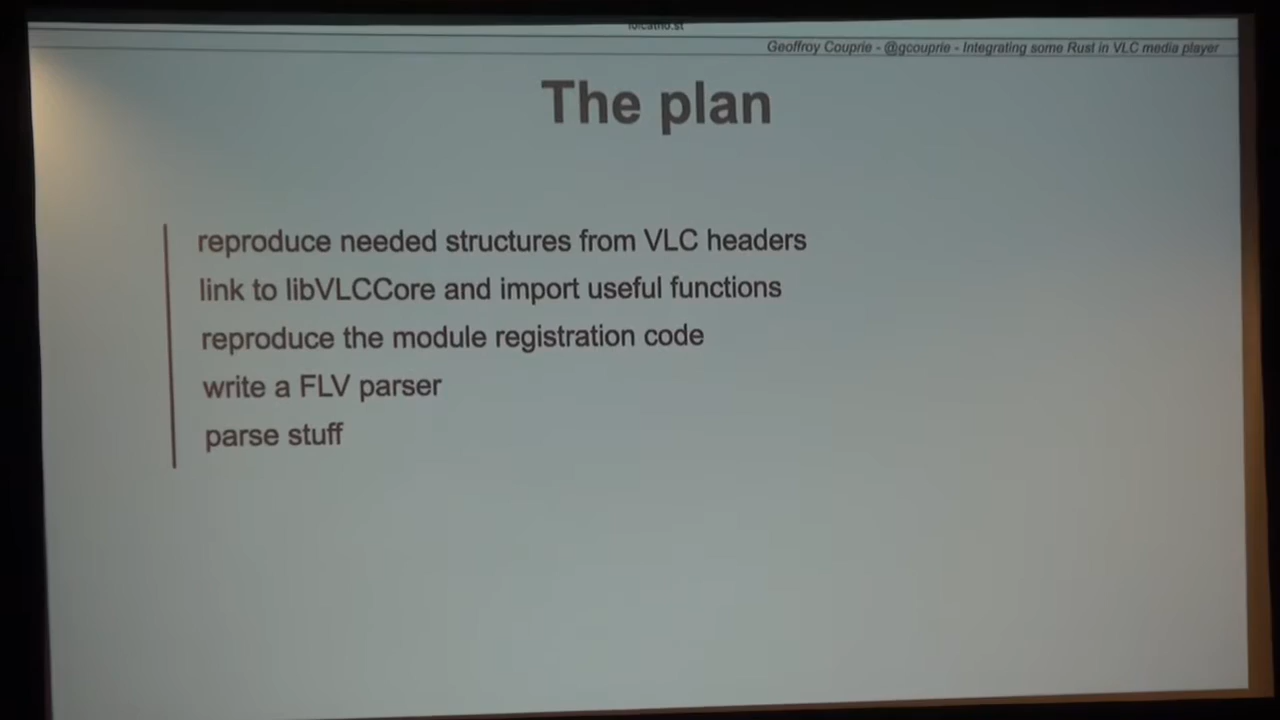 Geoffroy Couprie - @gcouprie - Integrating some Rust in VLC media player
The plan
reproduce needed structures from VLC headers
link to libVLCCore and import useful functions
reproduce the module registration code
write a FLV parser
parse stuff